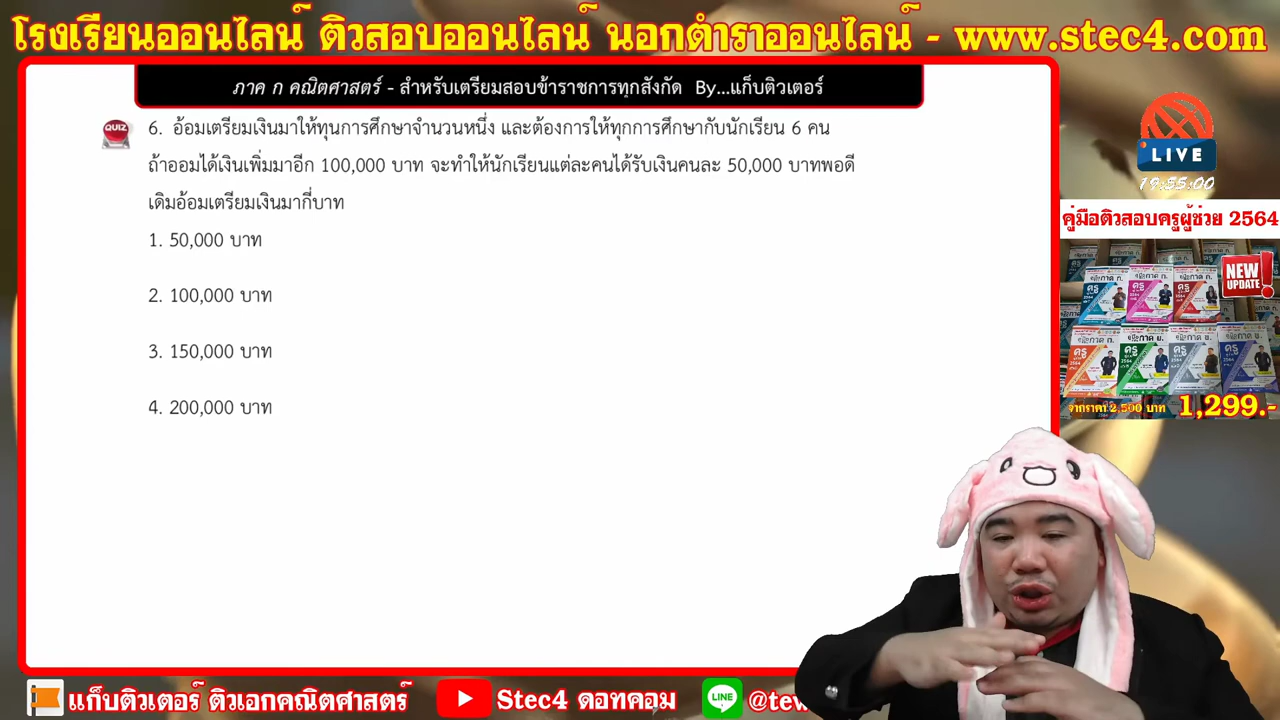 โรงเรียนออนไลน์ ติวสอบออนไลน์ นอกตำราออนไลน์ - www.stec4.com
ภาค ก คณิตศาสตร์ - สำหรับเตรียมสอบข้าราชการทุกสังกัด By...แก็บติวเตอร์
QUIZ
6. อ้อมเตรียมเงินมาให้ทุนการศึกษาจำนวนหนึ่ง และต้องการให้ทุกการศึกษากับนักเรียน 6 คน
ถ้าออมได้เงินเพิ่มมาอีก 100,000 บาท จะทำให้นักเรียนแต่ละคนได้รับเงินคนละ 50,000 บาทพอดี
เดิมอ้อมเตรียมเงินมากี่บาท
1. 50,000 บาท
2. 100,000 บาท
3. 150,000 บาท
4. 200,000 บาท
LIVE
19:55:00
คู่มือติวสอบครูผู้ช่วย 2564
NEW
UPDATE!
จากราคา 2,500 บาท 1,299.-
แก็บติวเตอร์ ติวเอกคณิตศาสตร์
Stec4 ดอทคอม
LINE
@tew